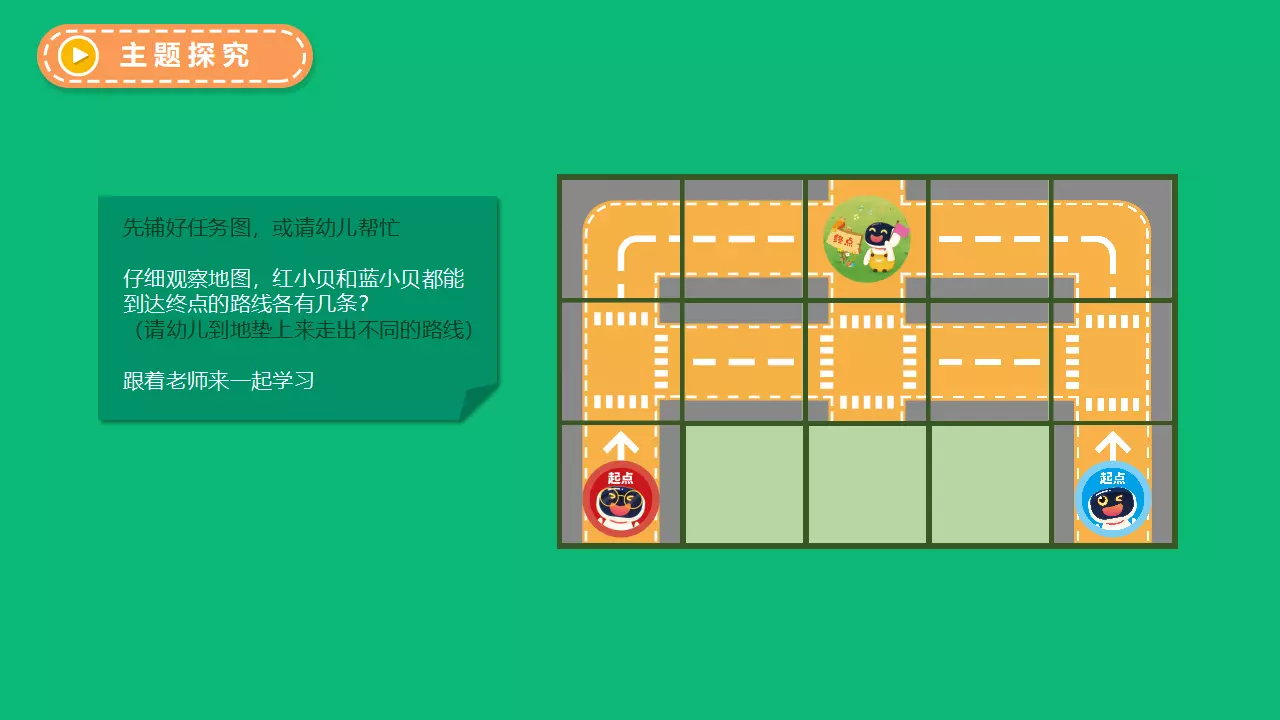 主题探究
先铺好任务图，或请幼儿帮忙
仔细观察地图，红小贝和蓝小贝都能
到达终点的路线各有几条？
（请幼儿到地垫上来走出不同的路线）
跟着老师来一起学习
终点
起点
起点